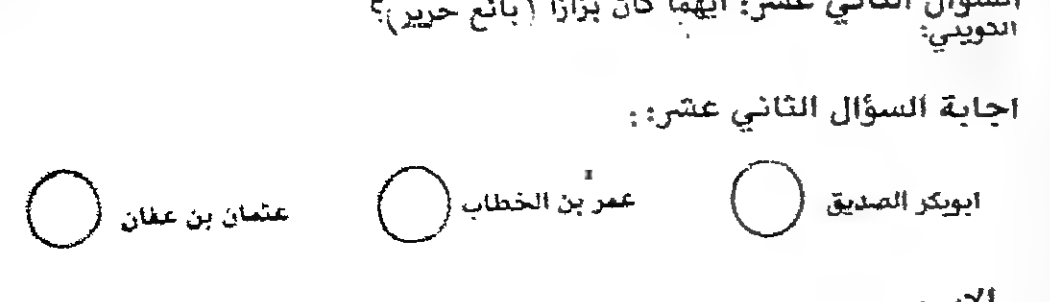 السؤال الثاني عشر: ايهما كان بزازا (بائع حرير)؟
الكويتي:
اجابة السؤال الثاني عشر: :
ابوبكر الصديق عمر بن الخطاب عثمان بن عفان